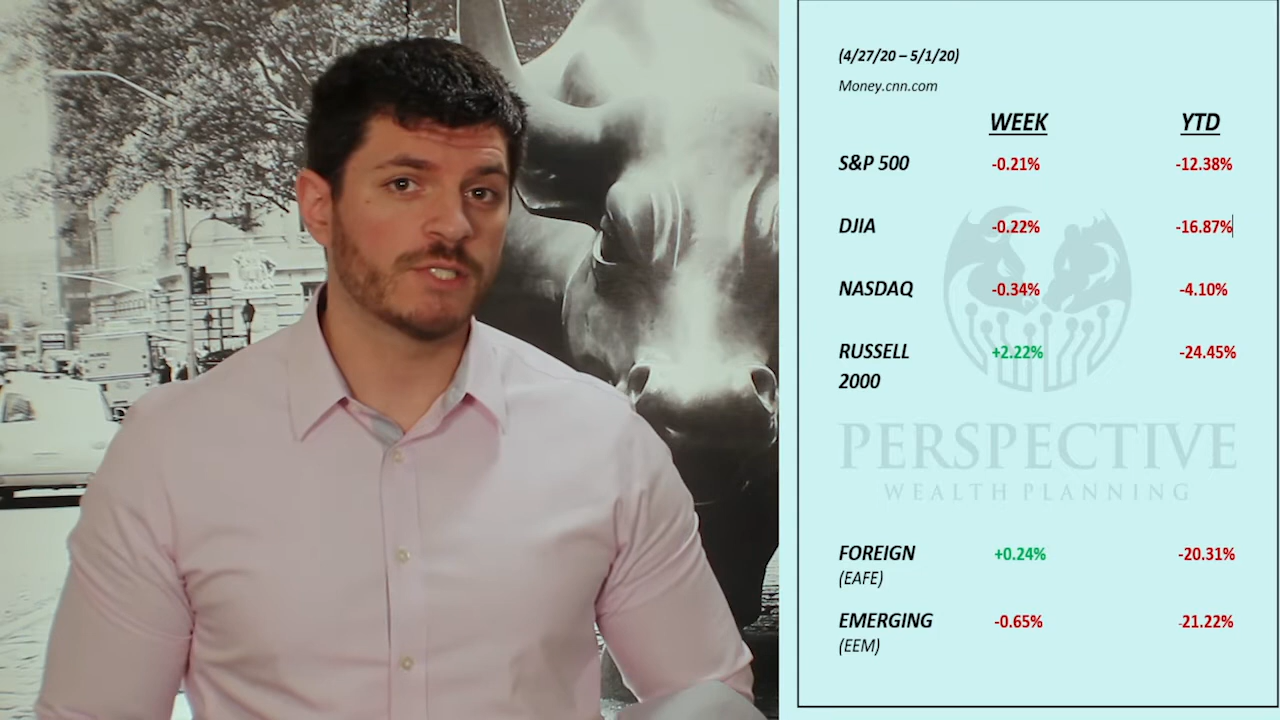 (4/27/20 – 5/1/20)
Money.cnn.com
WEEK YTD
S&P 500 -0.21% -12.38%
DJIA -0.22% -16.87%
NASDAQ -0.34% -4.10%
RUSSELL +2.22% -24.45%
2000
PERSPECTIVE
WEALTH PLANNING
FOREIGN +0.24% -20.31%
(EAFE)
EMERGING -0.65% -21.22%
(EEM)